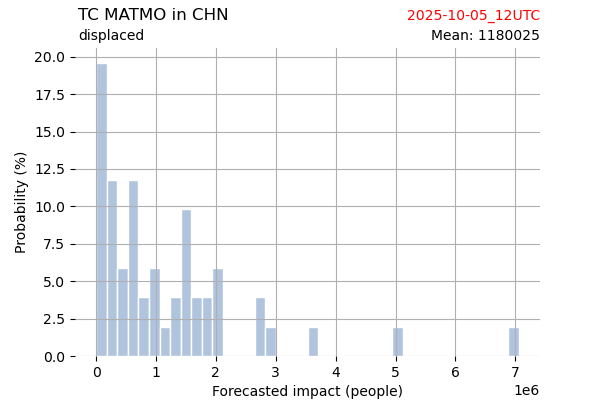 TC MATMO in CHN
2025-10-05_12UTC
displaced
Mean: 1180025
20.0
17.5
15.0
12.5
10.0
7.5
5.0
2.5
0.0
Probability (%)
0 1 2 3 4 5 6 7
1e6
Forecasted impact (people)